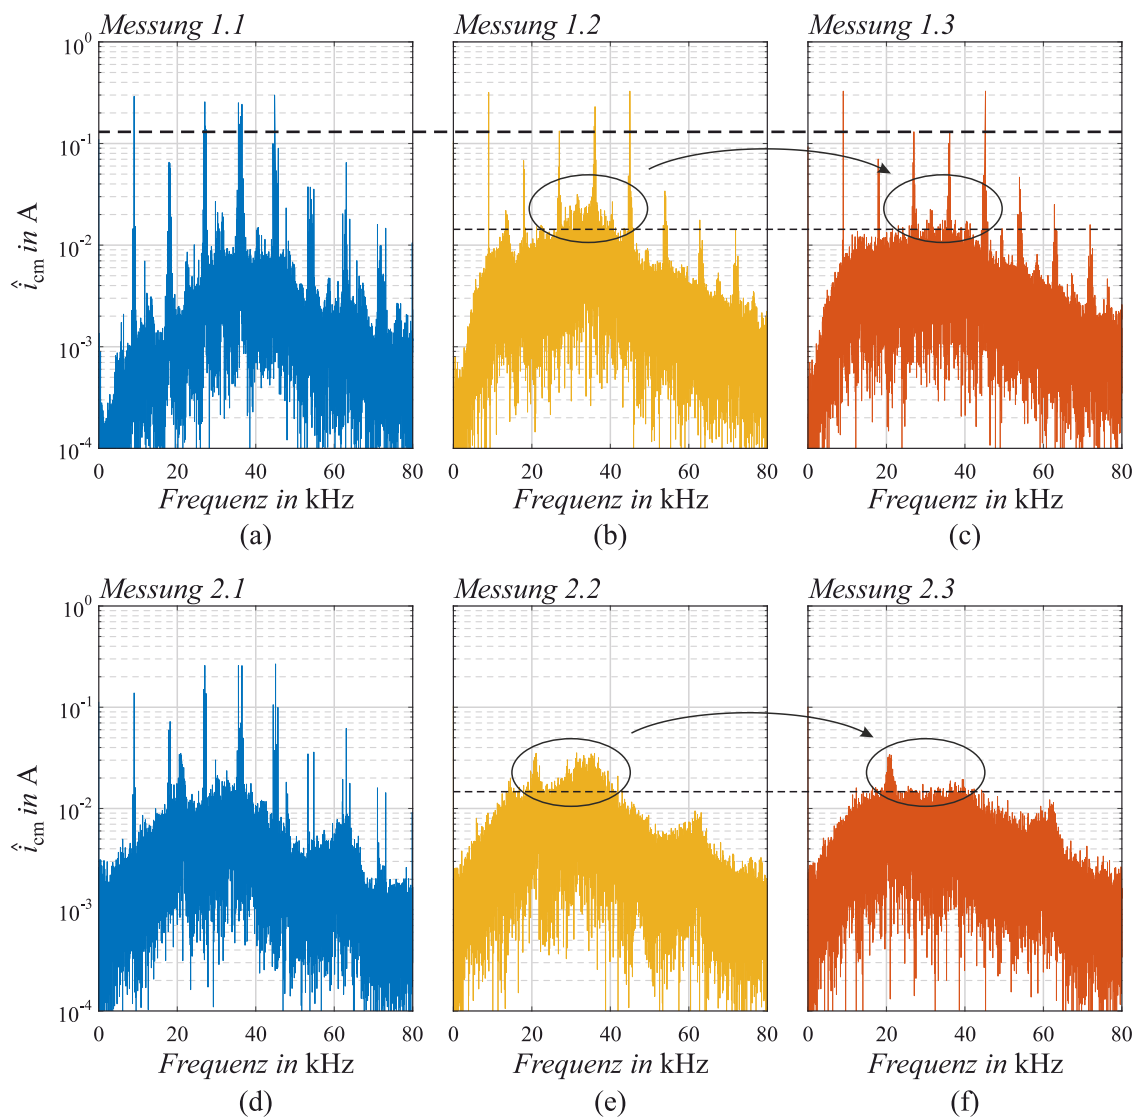 Messung 1.1 Messung 1.2 Messung 1.3
10⁰
10⁻¹
10⁻²
10⁻³
10⁻⁴
î_cm in A
0 20 40 60 80 0 20 40 60 80 0 20 40 60 80
Frequenz in kHz Frequenz in kHz Frequenz in kHz
(a) (b) (c)
Messung 2.1 Messung 2.2 Messung 2.3
10⁰
10⁻¹
10⁻²
10⁻³
10⁻⁴
î_cm in A
0 20 40 60 80 0 20 40 60 80 0 20 40 60 80
Frequenz in kHz Frequenz in kHz Frequenz in kHz
(d) (e) (f)